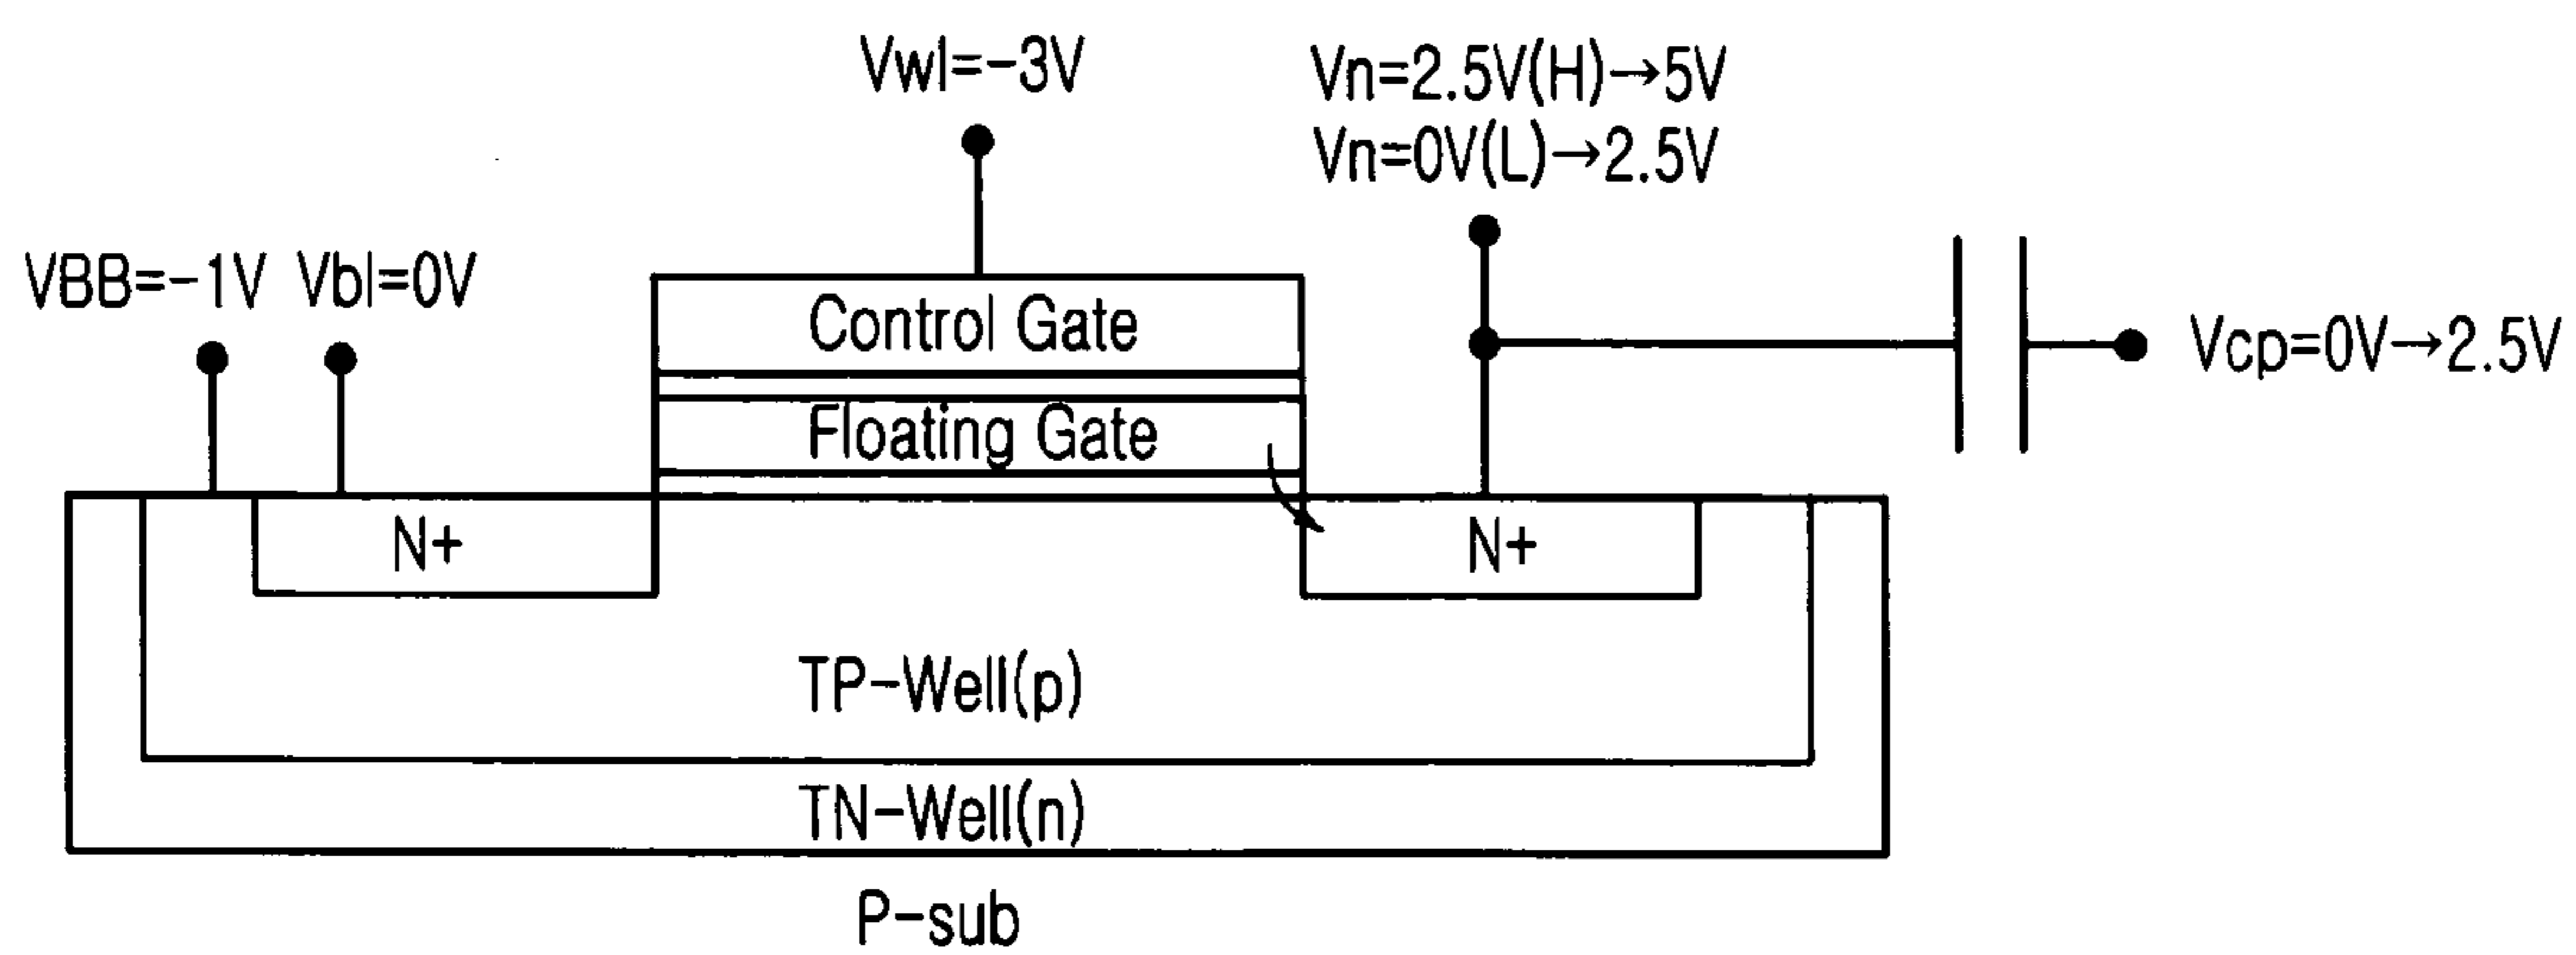 Vwl=-3V
Vn=2.5V(H)→5V
Vn=0V(L)→2.5V
VBB=-1V Vbl=0V
Control Gate
Vcp=0V→2.5V
Floating Gate
N+
N+
TP-Well(p)
TN-Well(n)
P-sub